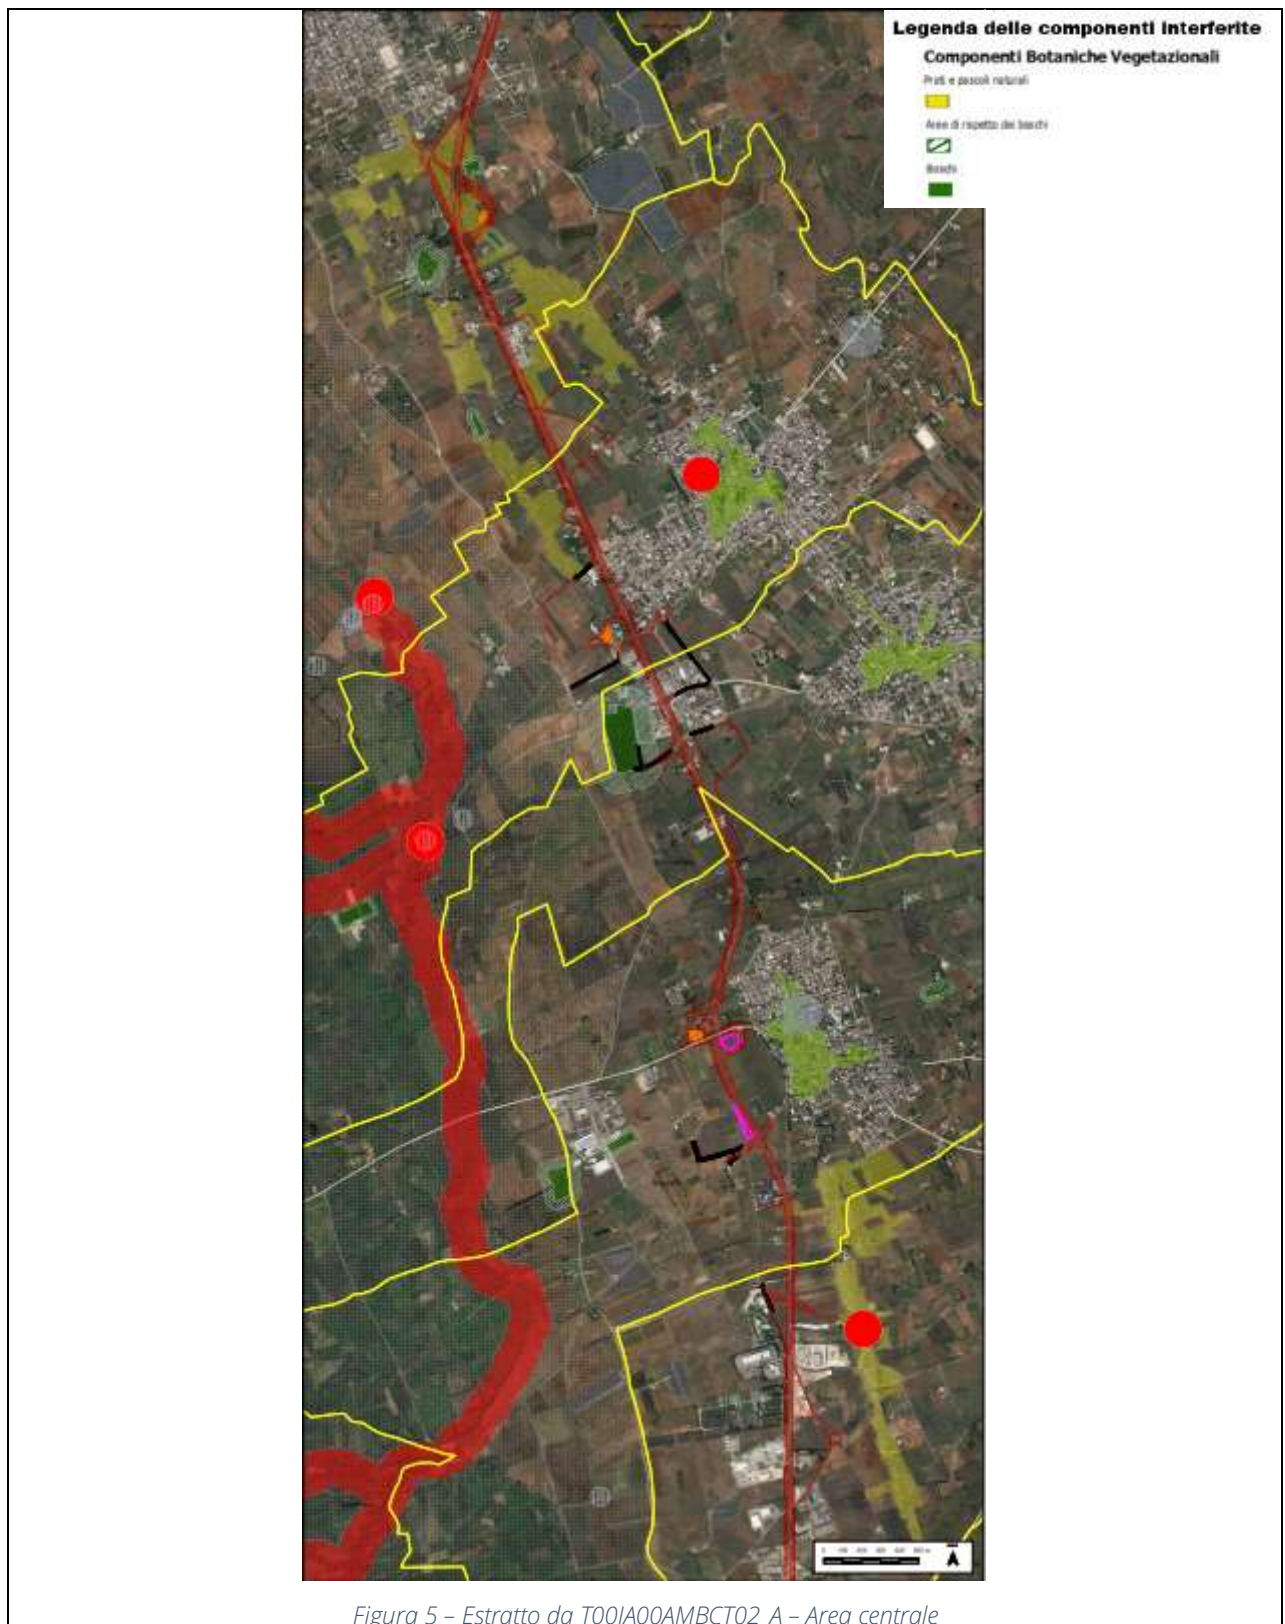 Legenda delle componenti interferite
Componenti Botaniche Vegetazionali
Prati e pascoli naturali
Aree di rispetto dei boschi
Boschi
Figura 5 – Estratto da T00IA00AMBCT02_A – Area centrale